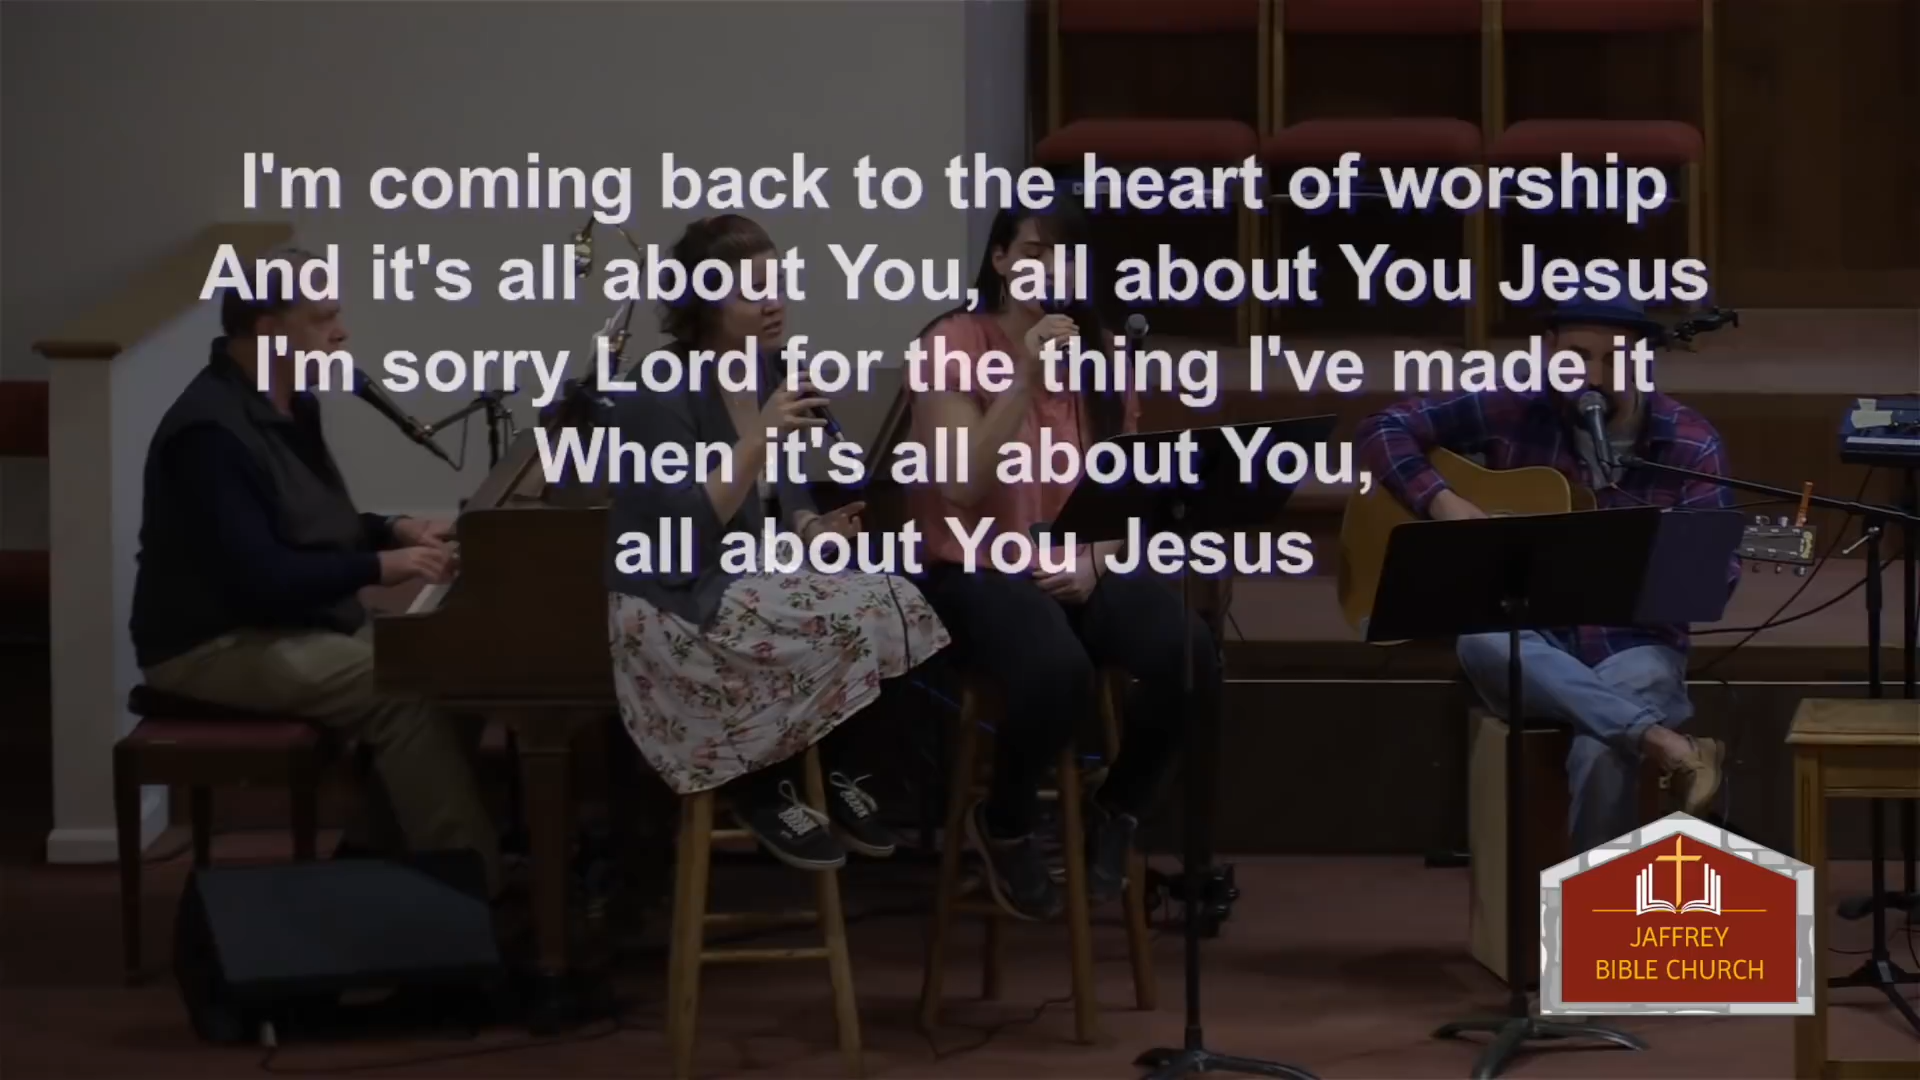 I'm coming back to the heart of worship
And it's all about You, all about You Jesus
I'm sorry Lord for the thing I've made it
When it's all about You,
all about You Jesus
JAFFREY
BIBLE CHURCH